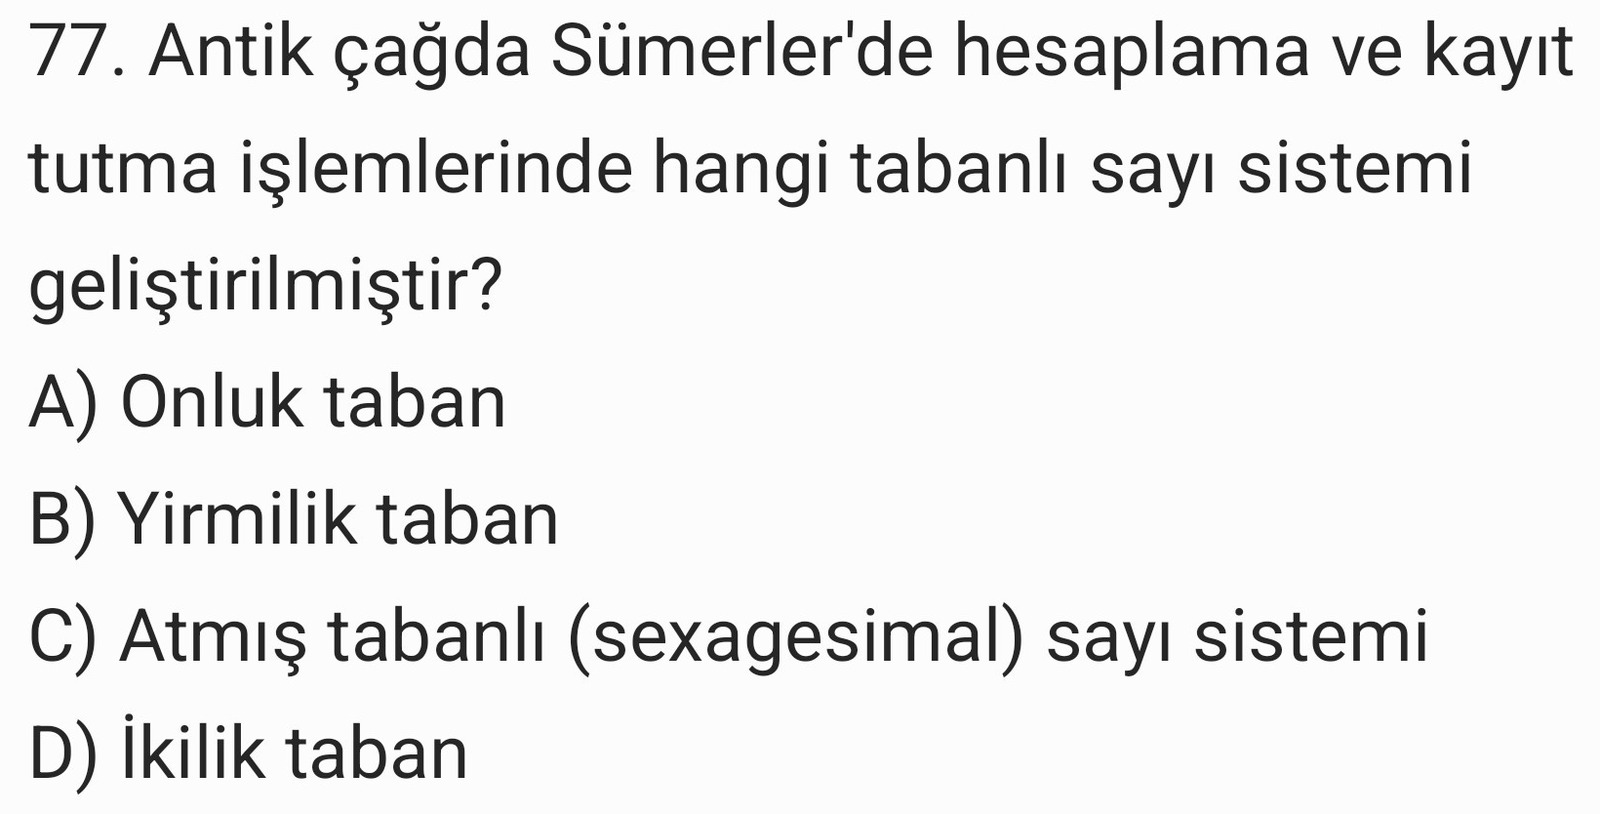 77. Antik çağda Sümerler'de hesaplama ve kayıt
tutma işlemlerinde hangi tabanlı sayı sistemi
geliştirilmiştir?
A) Onluk taban
B) Yirmilik taban
C) Atmış tabanlı (sexagesimal) sayı sistemi
D) İkilik taban